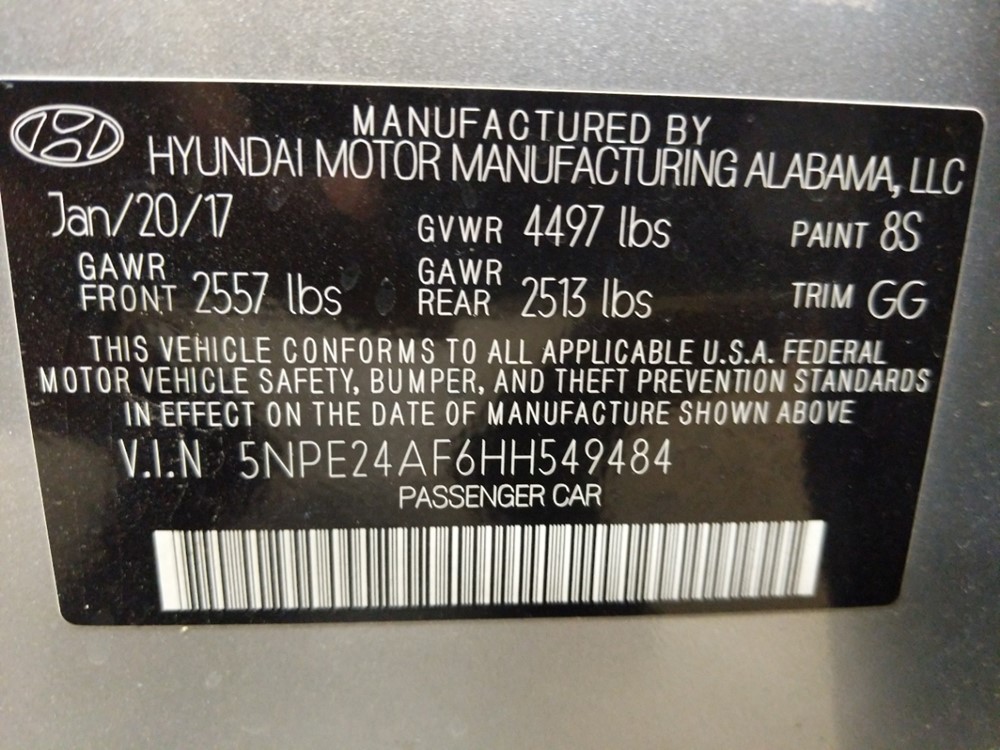 MANUFACTURED BY
HYUNDAI MOTOR MANUFACTURING ALABAMA, LLC
Jan/20/17 GVWR 4497 lbs PAINT 8S
GAWR FRONT 2557 lbs GAWR REAR 2513 lbs TRIM GG
THIS VEHICLE CONFORMS TO ALL APPLICABLE U.S.A. FEDERAL
MOTOR VEHICLE SAFETY, BUMPER, AND THEFT PREVENTION STANDARDS
IN EFFECT ON THE DATE OF MANUFACTURE SHOWN ABOVE
V.I.N 5NPE24AF6HH549484
PASSENGER CAR